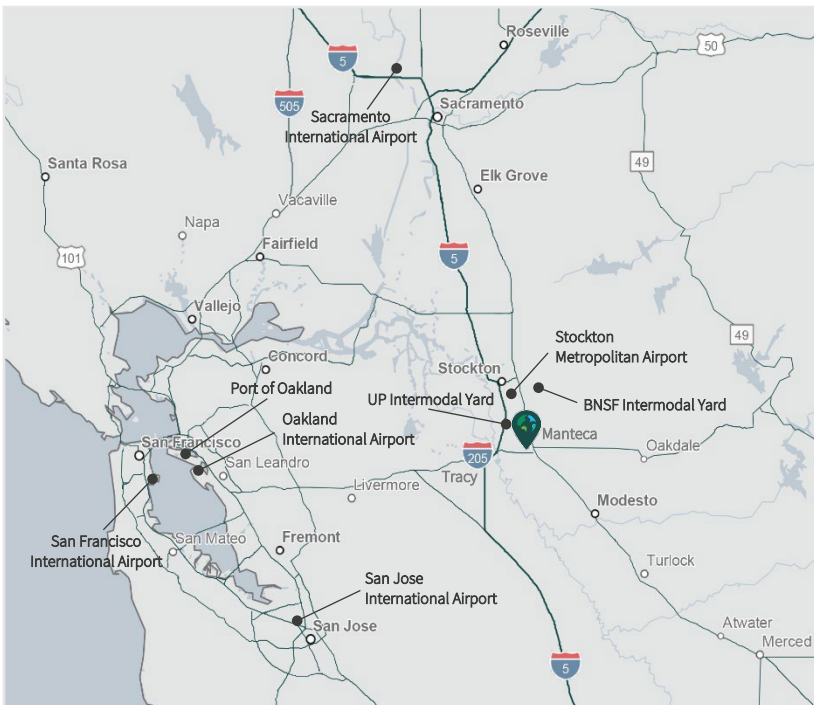 Roseville
50
5
505
Sacramento
International Airport
Sacramento
49
Santa Rosa
Elk Grove
Vacaville
Napa
101
Fairfield
5
Vallejo
49
Stockton
Metropolitan Airport
Concord
Stockton
Port of Oakland
UP Intermodal Yard
BNSF Intermodal Yard
Oakland
International Airport
Manteca
San Francisco
Oakdale
205
San Leandro
Tracy
Livermore
Modesto
San Francisco
International Airport
San Mateo
Fremont
Turlock
San Jose
International Airport
San Jose
Atwater
Merced
5